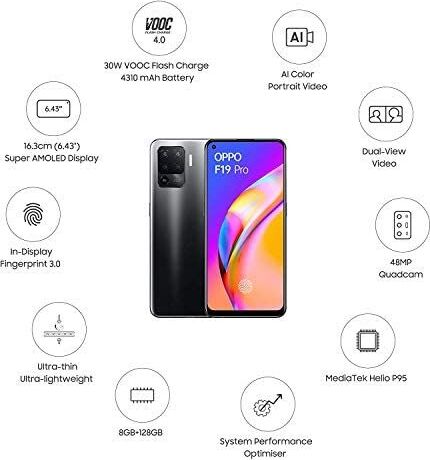 VOOC
FLASH CHARGE
4.0
30W VOOC Flash Charge
4310 mAh Battery
AI
AI Color
Portrait Video
6.43"
16.3cm (6.43")
Super AMOLED Display
Dual-View
Video
OPPO
F19 Pro
In-Display
Fingerprint 3.0
48MP
Quadcam
Ultra-thin
Ultra-lightweight
MediaTek Helio P95
8GB+128GB
System Performance
Optimiser